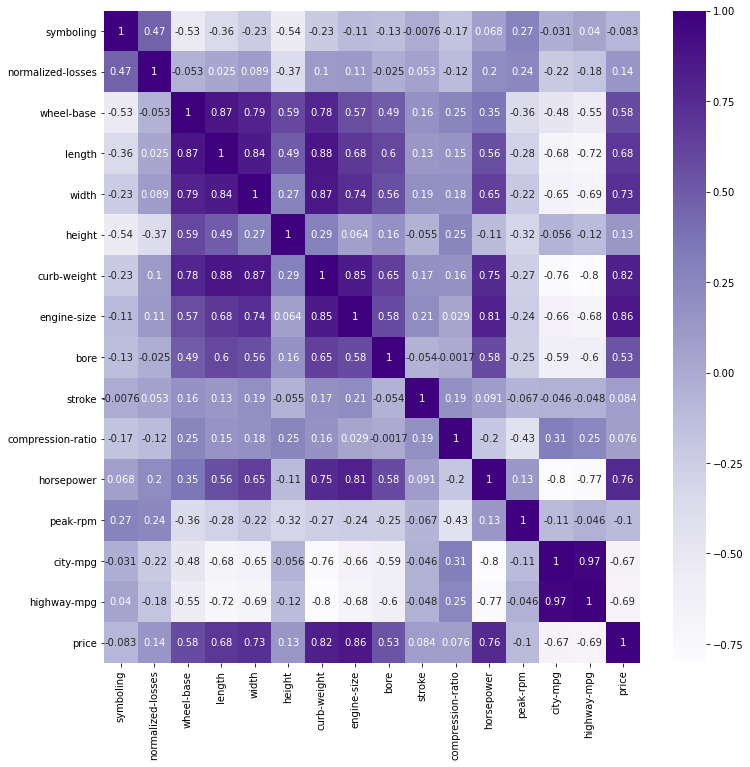 symboling 1 0.47 -0.53 -0.36 -0.23 -0.54 -0.23 -0.11 -0.13 -0.0076 -0.17 0.068 0.27 -0.031 0.04 -0.083
normalized-losses 0.47 1 -0.053 0.025 0.089 -0.37 0.1 0.11 -0.025 0.053 -0.12 0.2 0.24 -0.22 -0.18 0.14
wheel-base -0.53 -0.053 1 0.87 0.79 0.59 0.78 0.57 0.49 0.16 0.25 0.35 -0.36 -0.48 -0.55 0.58
length -0.36 0.025 0.87 1 0.84 0.49 0.88 0.68 0.6 0.13 0.15 0.56 -0.28 -0.68 -0.72 0.68
width -0.23 0.089 0.79 0.84 1 0.27 0.87 0.74 0.56 0.19 0.18 0.65 -0.22 -0.65 -0.69 0.73
height -0.54 -0.37 0.59 0.49 0.27 1 0.29 0.064 0.16 -0.055 0.25 -0.11 -0.32 -0.056 -0.12 0.13
curb-weight -0.23 0.1 0.78 0.88 0.87 0.29 1 0.85 0.65 0.17 0.16 0.75 -0.27 -0.76 -0.8 0.82
engine-size -0.11 0.11 0.57 0.68 0.74 0.064 0.85 1 0.58 0.21 0.029 0.81 -0.24 -0.66 -0.68 0.86
bore -0.13 -0.025 0.49 0.6 0.56 0.16 0.65 0.58 1 -0.054 -0.0017 0.58 -0.25 -0.59 -0.6 0.53
stroke -0.0076 0.053 0.16 0.13 0.19 -0.055 0.17 0.21 -0.054 1 0.19 0.091 -0.067 -0.046 -0.048 0.084
compression-ratio -0.17 -0.12 0.25 0.15 0.18 0.25 0.16 0.029 -0.0017 0.19 1 -0.2 -0.43 0.31 0.25 0.076
horsepower 0.068 0.2 0.35 0.56 0.65 -0.11 0.75 0.81 0.58 0.091 -0.2 1 0.13 -0.8 -0.77 0.76
peak-rpm 0.27 0.24 -0.36 -0.28 -0.22 -0.32 -0.27 -0.24 -0.25 -0.067 -0.43 0.13 1 -0.11 -0.046 -0.1
city-mpg -0.031 -0.22 -0.48 -0.68 -0.65 -0.056 -0.76 -0.66 -0.59 -0.046 0.31 -0.8 -0.11 1 0.97 -0.67
highway-mpg 0.04 -0.18 -0.55 -0.72 -0.69 -0.12 -0.8 -0.68 -0.6 -0.048 0.25 -0.77 -0.046 0.97 1 -0.69
price -0.083 0.14 0.58 0.68 0.73 0.13 0.82 0.86 0.53 0.084 0.076 0.76 -0.1 -0.67 -0.69 1
symboling
normalized-losses
wheel-base
length
width
height
curb-weight
engine-size
bore
stroke
compression-ratio
horsepower
peak-rpm
city-mpg
highway-mpg
price
1.00
0.75
0.50
0.25
0.00
-0.25
-0.50
-0.75